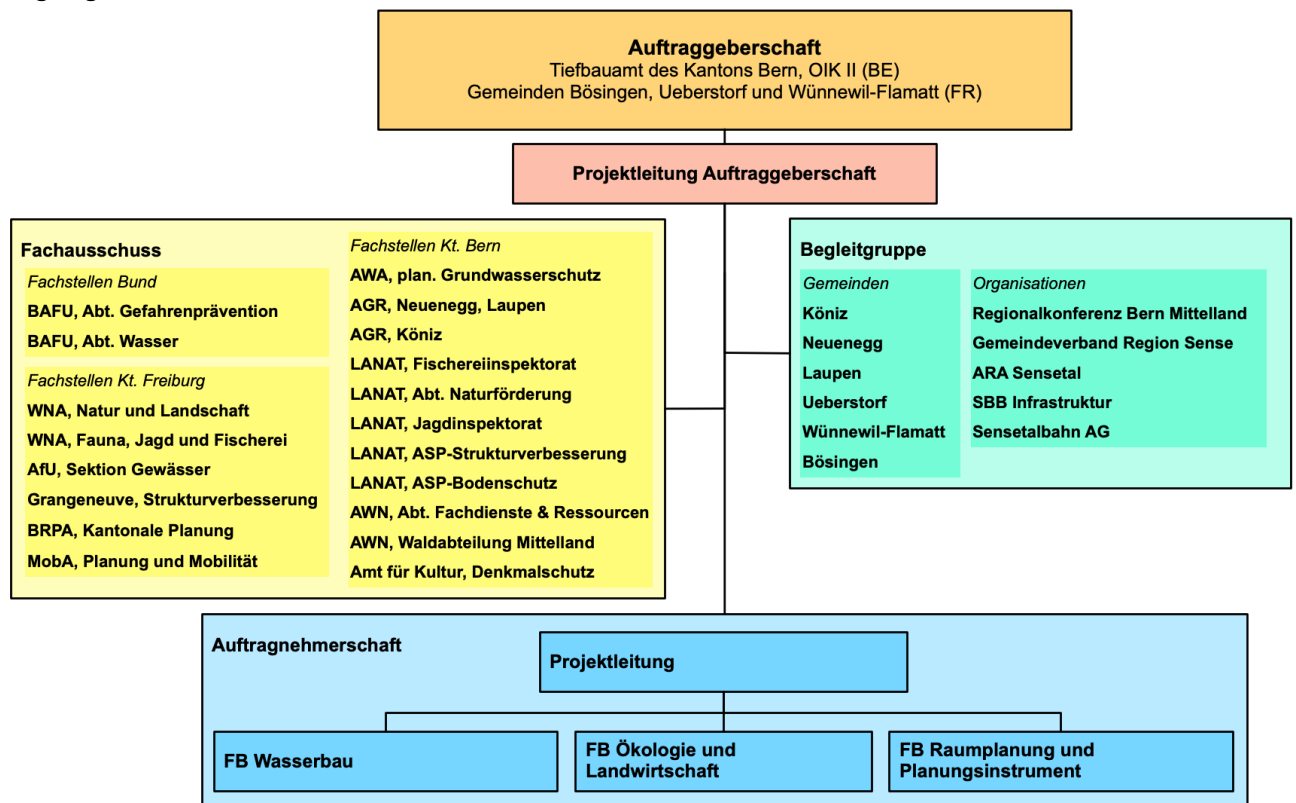 Auftraggeberschaft
Tiefbauamt des Kantons Bern, OIK II (BE)
Gemeinden Bösingen, Ueberstorf und Wünnewil-Flamatt (FR)
Projektleitung Auftraggeberschaft
Fachausschuss
Fachstellen Bund
BAFU, Abt. Gefahrenprävention
BAFU, Abt. Wasser
Fachstellen Kt. Freiburg
WNA, Natur und Landschaft
WNA, Fauna, Jagd und Fischerei
AfU, Sektion Gewässer
Grangeneuve, Strukturverbesserung
BRPA, Kantonale Planung
MobA, Planung und Mobilität
Fachstellen Kt. Bern
AWA, plan. Grundwasserschutz
AGR, Neuenegg, Laupen
AGR, Köniz
LANAT, Fischereiinspektorat
LANAT, Abt. Naturförderung
LANAT, Jagdinspektorat
LANAT, ASP-Strukturverbesserung
LANAT, ASP-Bodenschutz
AWN, Abt. Fachdienste & Ressourcen
AWN, Waldabteilung Mittelland
Amt für Kultur, Denkmalschutz
Begleitgruppe
Gemeinden
Köniz
Neuenegg
Laupen
Ueberstorf
Wünnewil-Flamatt
Bösingen
Organisationen
Regionalkonferenz Bern Mittelland
Gemeindeverband Region Sense
ARA Sensetal
SBB Infrastruktur
Sensetalbahn AG
Auftragnehmerschaft
Projektleitung
FB Wasserbau
FB Ökologie und
Landwirtschaft
FB Raumplanung und
Planungsinstrument